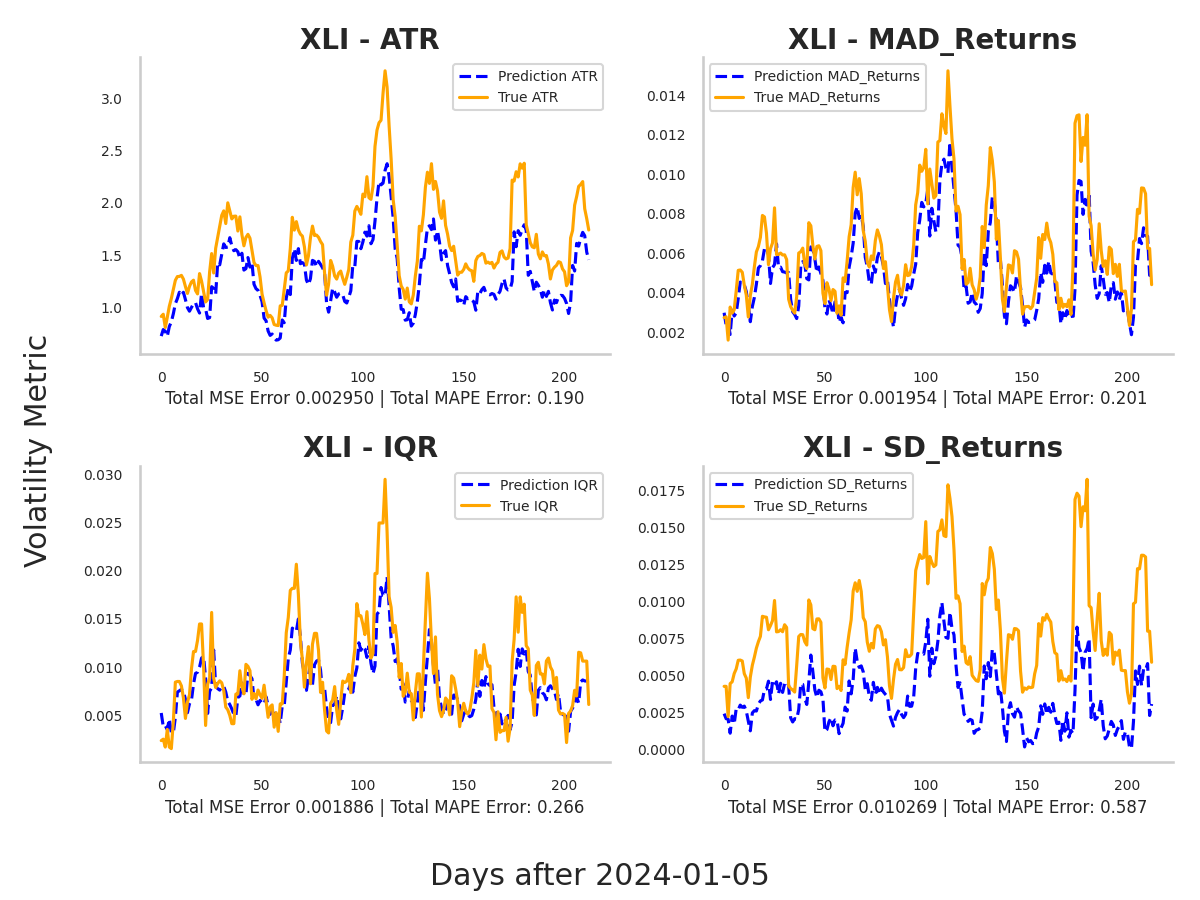 XLI - ATR
Prediction ATR
True ATR
3.0
2.5
2.0
1.5
1.0
0 50 100 150 200
Total MSE Error 0.002950 | Total MAPE Error: 0.190
XLI - MAD_Returns
Prediction MAD_Returns
True MAD_Returns
0.014
0.012
0.010
0.008
0.006
0.004
0.002
0 50 100 150 200
Total MSE Error 0.001954 | Total MAPE Error: 0.201
Volatility Metric
XLI - IQR
Prediction IQR
True IQR
0.030
0.025
0.020
0.015
0.010
0.005
0 50 100 150 200
Total MSE Error 0.001886 | Total MAPE Error: 0.266
XLI - SD_Returns
Prediction SD_Returns
True SD_Returns
0.0175
0.0150
0.0125
0.0100
0.0075
0.0050
0.0025
0.0000
0 50 100 150 200
Total MSE Error 0.010269 | Total MAPE Error: 0.587
Days after 2024-01-05